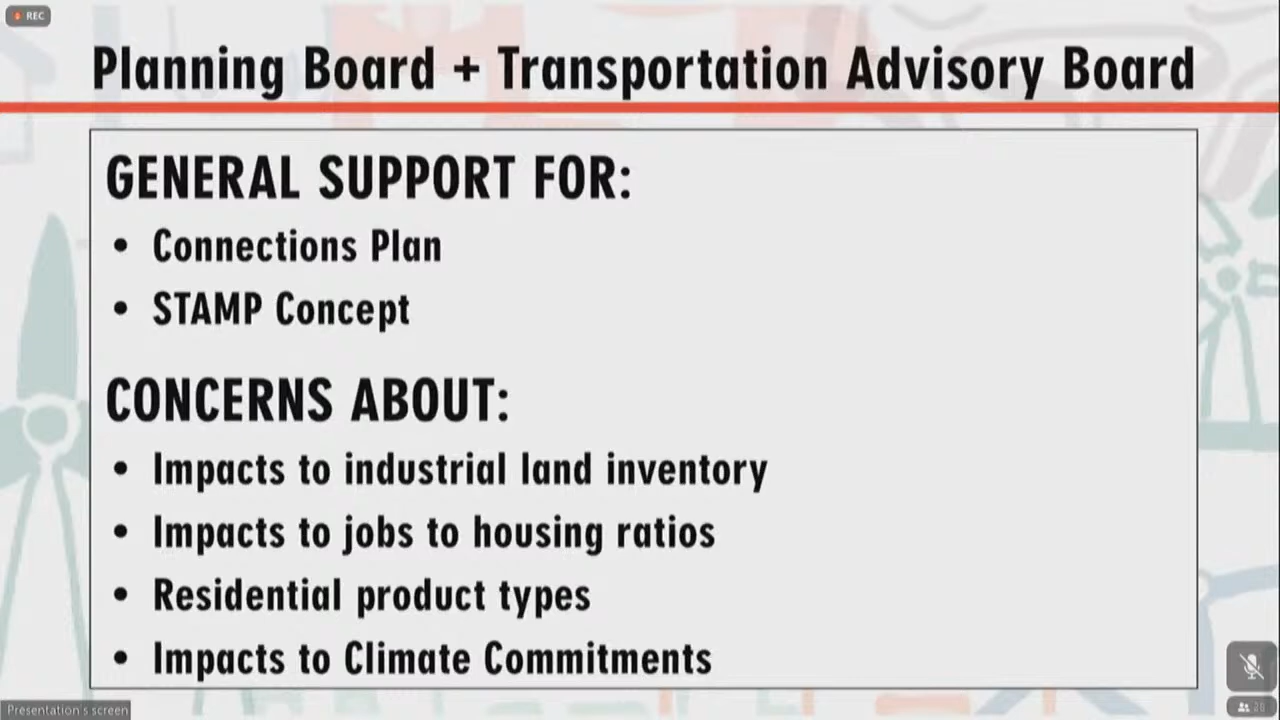 REC
Planning Board + Transportation Advisory Board
GENERAL SUPPORT FOR:
• Connections Plan
• STAMP Concept
CONCERNS ABOUT:
• Impacts to industrial land inventory
• Impacts to jobs to housing ratios
• Residential product types
• Impacts to Climate Commitments
Presentation's screen